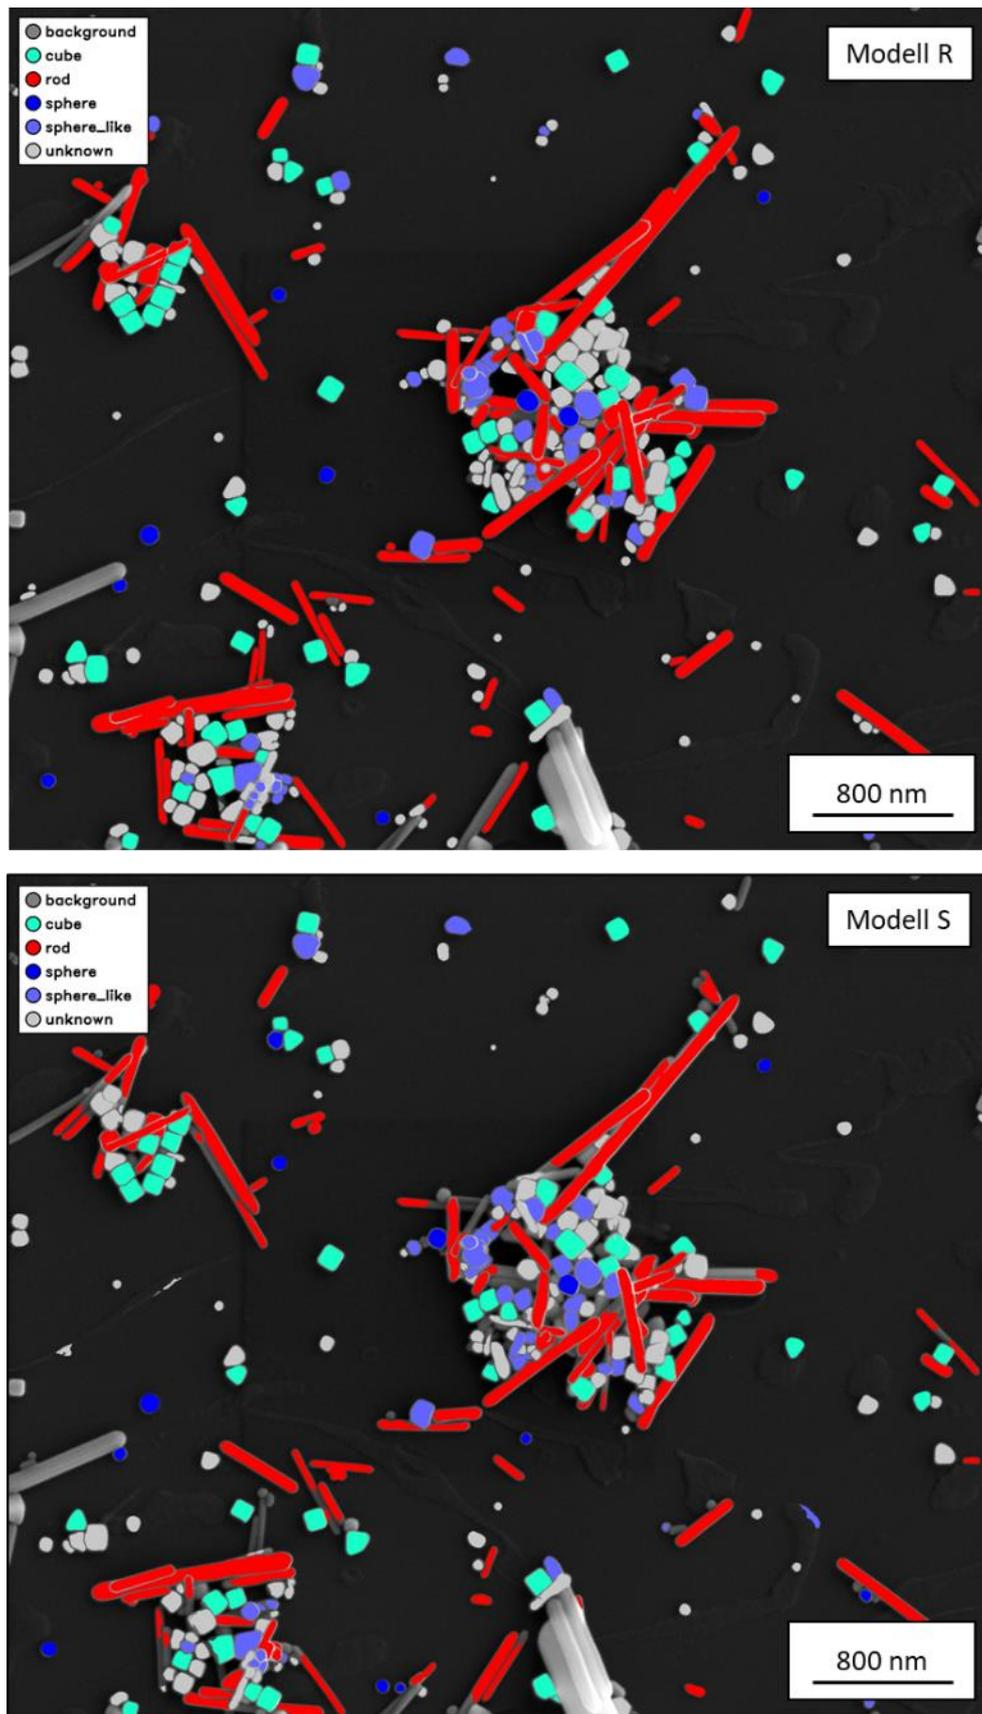 background
cube
rod
sphere
sphere_like
unknown
Modell R
800 nm
background
cube
rod
sphere
sphere_like
unknown
Modell S
800 nm